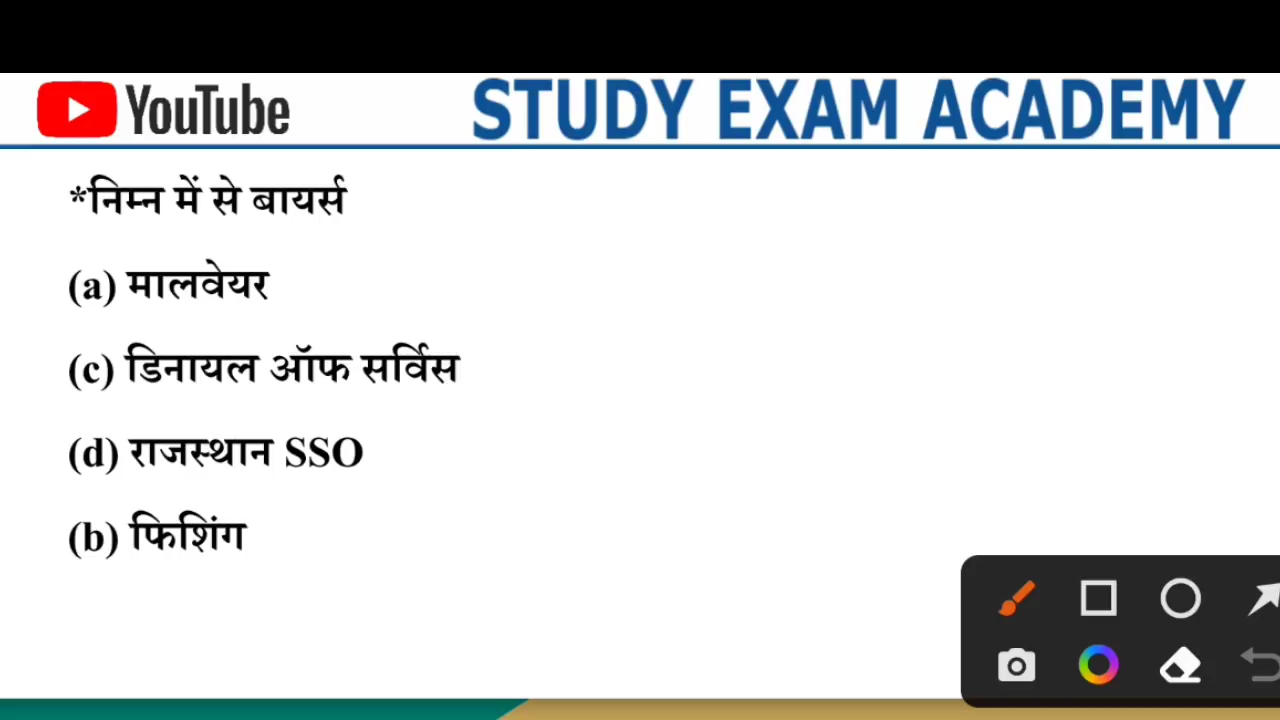 YouTube STUDY EXAM ACADEMY
*निम्न में से बायर्स
(a) मालवेयर
(c) डिनायल ऑफ सर्विस
(d) राजस्थान SSO
(b) फिशिंग